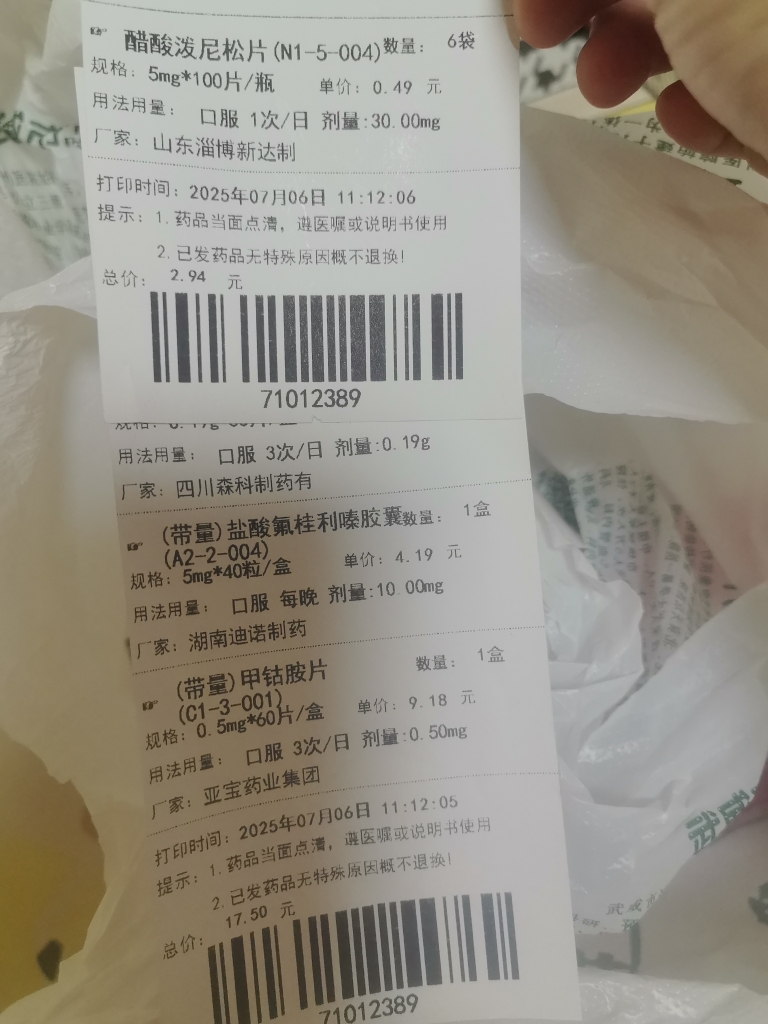 醋酸泼尼松片(N1-5-004)数量: 6袋
规格: 5mg*100片/瓶 单价: 0.49 元
用法用量: 口服 1次/日 剂量:30.00mg
厂家: 山东淄博新达制
打印时间: 2025年07月06日 11:12:06
提示: 1. 药品当面点清, 遵医嘱或说明书使用
2. 已发药品无特殊原因概不退换!
总价: 2.94 元
71012389
用法用量: 口服 3次/日 剂量:0.19g
厂家: 四川森科制药有
(带量)盐酸氟桂利嗪胶囊数量: 1盒
(A2-2-004)
规格: 5mg*40粒/盒 单价: 4.19 元
用法用量: 口服 每晚 剂量:10.00mg
厂家: 湖南迪诺制药
(带量)甲钴胺片 数量: 1盒
(C1-3-001)
规格: 0.5mg*60片/盒 单价: 9.18 元
用法用量: 口服 3次/日 剂量:0.50mg
厂家: 亚宝药业集团
打印时间: 2025年07月06日 11:12:05
提示: 1. 药品当面点清, 遵医嘱或说明书使用
2. 已发药品无特殊原因概不退换!
总价: 17.50 元
71012389